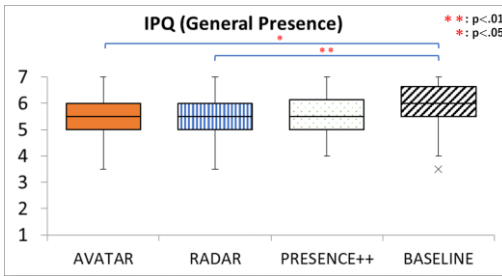 IPQ (General Presence)
**: p<.01
*: p<.05
*
**
7
6
5
4
3
2
1
AVATAR RADAR PRESENCE++ BASELINE